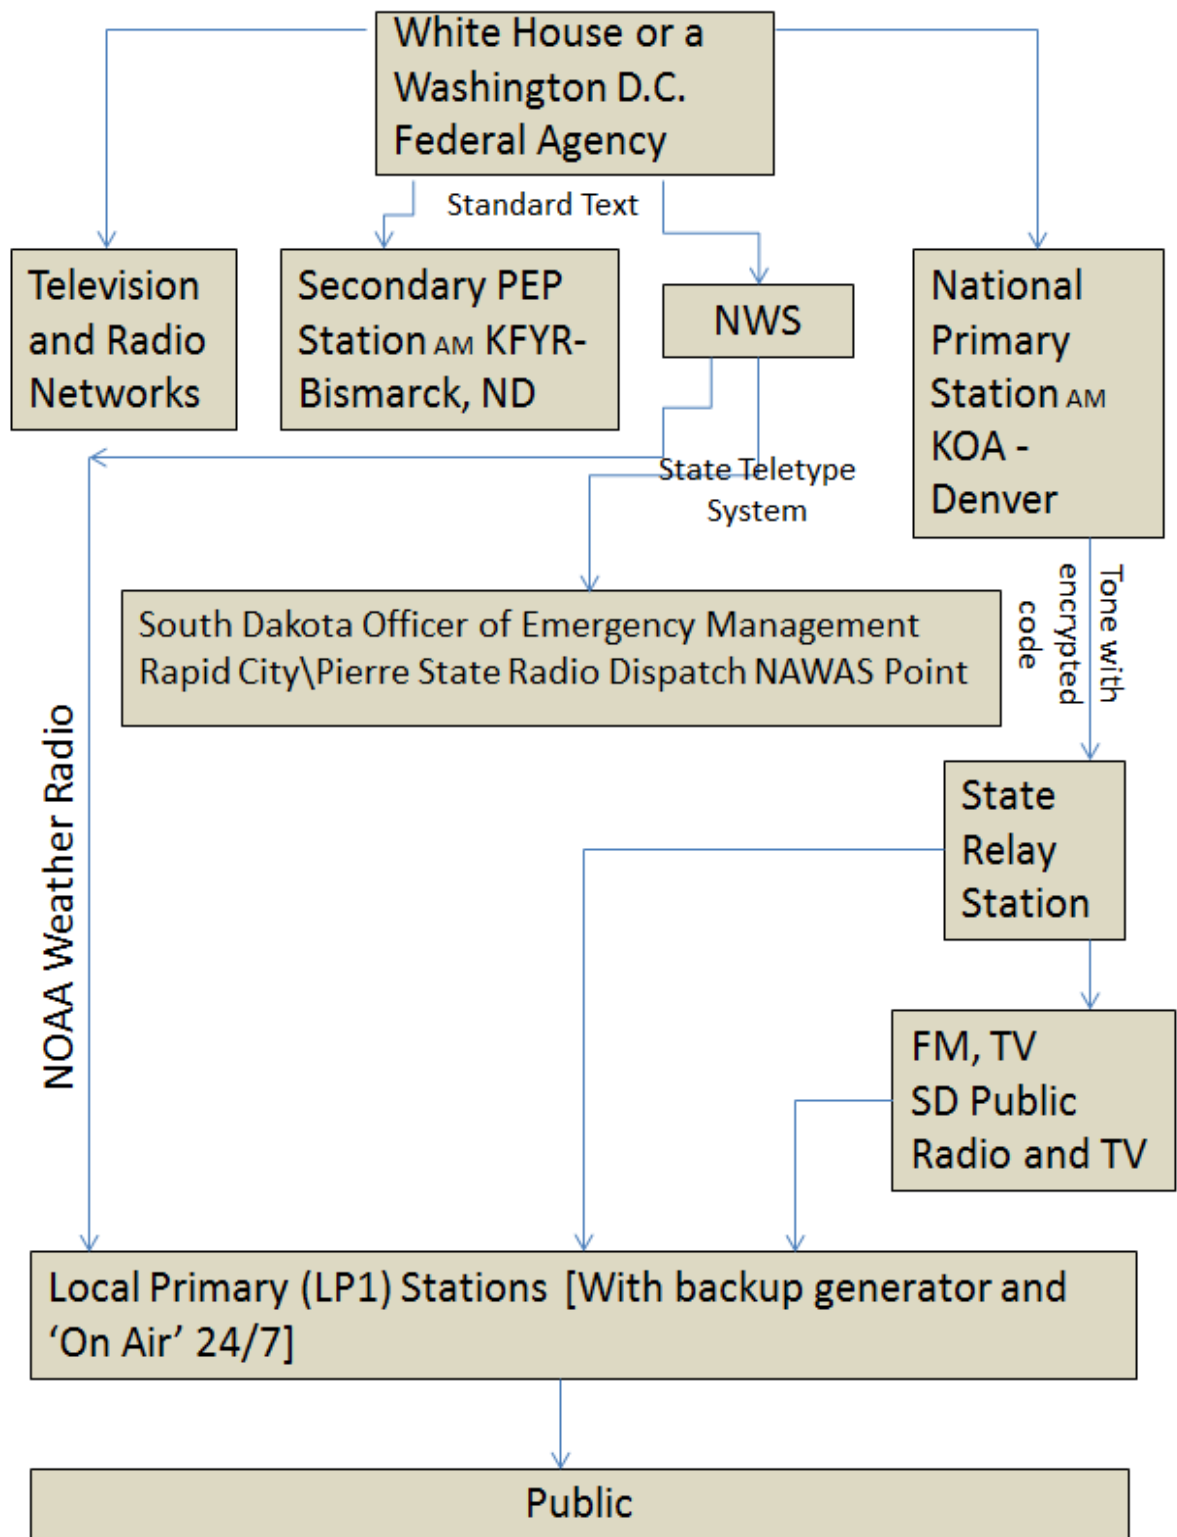 White House or a
Washington D.C.
Federal Agency
Standard Text
Television
and Radio
Networks
Secondary PEP
Station AM KFYR-
Bismarck, ND
NWS
National
Primary
Station AM
KOA -
Denver
State Teletype
System
Tone with
encrypted
code
South Dakota Officer of Emergency Management
Rapid City\Pierre State Radio Dispatch NAWAS Point
NOAA Weather Radio
State
Relay
Station
FM, TV
SD Public
Radio and TV
Local Primary (LP1) Stations [With backup generator and
‘On Air’ 24/7]
Public